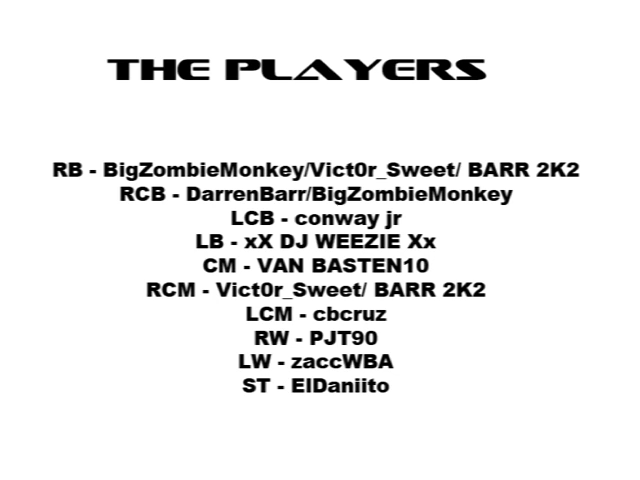 THE PLAYERS
RB - BigZombieMonkey/Vict0r_Sweet/ BARR 2K2
RCB - DarrenBarr/BigZombieMonkey
LCB - conway jr
LB - xX DJ WEEZIE Xx
CM - VAN BASTEN10
RCM - Vict0r_Sweet/ BARR 2K2
LCM - cbcruz
RW - PJT90
LW - zaccWBA
ST - ElDaniito